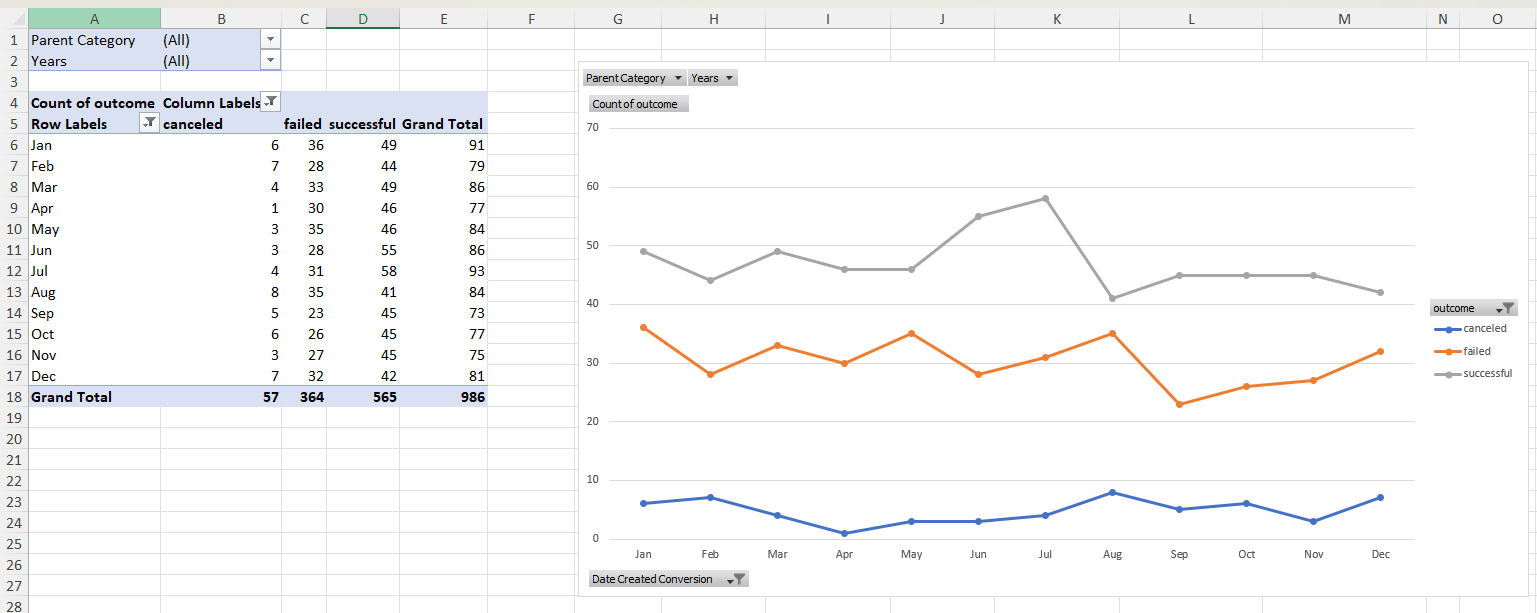 A B C D E F G H I J K L M N O
1 Parent Category (All)
2 Years (All)
3
4 Count of outcome Column Labels
5 Row Labels canceled failed successful Grand Total
6 Jan 6 36 49 91
7 Feb 7 28 44 79
8 Mar 4 33 49 86
9 Apr 1 30 46 77
10 May 3 35 46 84
11 Jun 3 28 55 86
12 Jul 4 31 58 93
13 Aug 8 35 41 84
14 Sep 5 23 45 73
15 Oct 6 26 45 77
16 Nov 3 27 45 75
17 Dec 7 32 42 81
18 Grand Total 57 364 565 986
19
20
21
22
23
24
25
26
27
28
Parent Category Years
Count of outcome
70
60
50
40
30
20
10
0
Jan Feb Mar Apr May Jun Jul Aug Sep Oct Nov Dec
Date Created Conversion
outcome
canceled
failed
successful